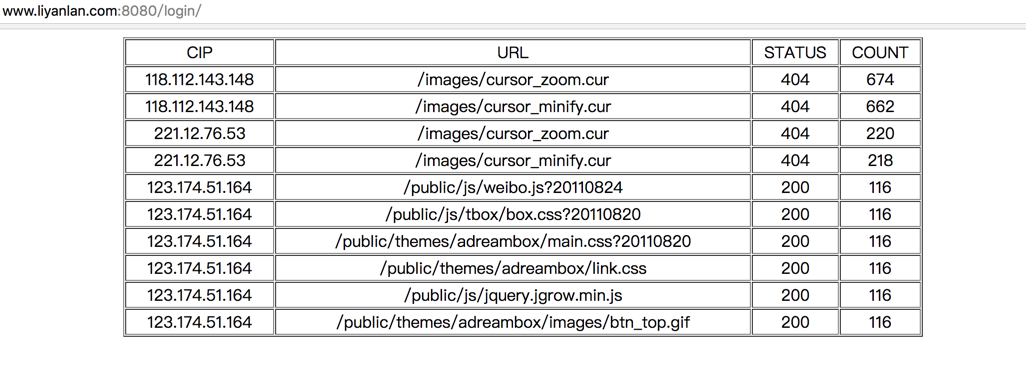 www.liyanlan.com:8080/login/
CIP URL STATUS COUNT
118.112.143.148 /images/cursor_zoom.cur 404 674
118.112.143.148 /images/cursor_minify.cur 404 662
221.12.76.53 /images/cursor_zoom.cur 404 220
221.12.76.53 /images/cursor_minify.cur 404 218
123.174.51.164 /public/js/weibo.js?20110824 200 116
123.174.51.164 /public/js/tbox/box.css?20110820 200 116
123.174.51.164 /public/themes/adreambox/main.css?20110820 200 116
123.174.51.164 /public/themes/adreambox/link.css 200 116
123.174.51.164 /public/js/jquery.jgrow.min.js 200 116
123.174.51.164 /public/themes/adreambox/images/btn_top.gif 200 116